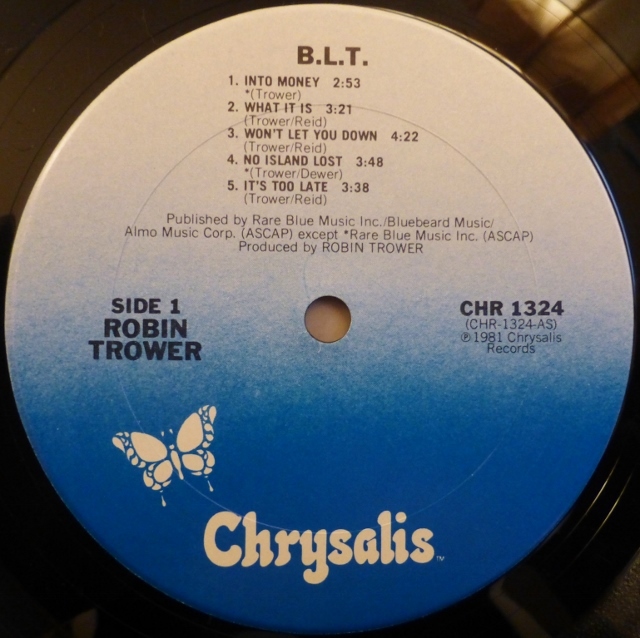 B.L.T.
1. INTO MONEY 2:53
*(Trower)
2. WHAT IT IS 3:21
(Trower/Reid)
3. WON'T LET YOU DOWN 4:22
(Trower/Reid)
4. NO ISLAND LOST 3:48
*(Trower/Dewer)
5. IT'S TOO LATE 3:38
(Trower/Reid)
Published by Rare Blue Music Inc./Bluebeard Music/
Almo Music Corp. (ASCAP) except *Rare Blue Music Inc. (ASCAP)
Produced by ROBIN TROWER
SIDE 1
ROBIN
TROWER
CHR 1324
(CHR-1324-AS)
℗1981 Chrysalis
Records
Chrysalis™